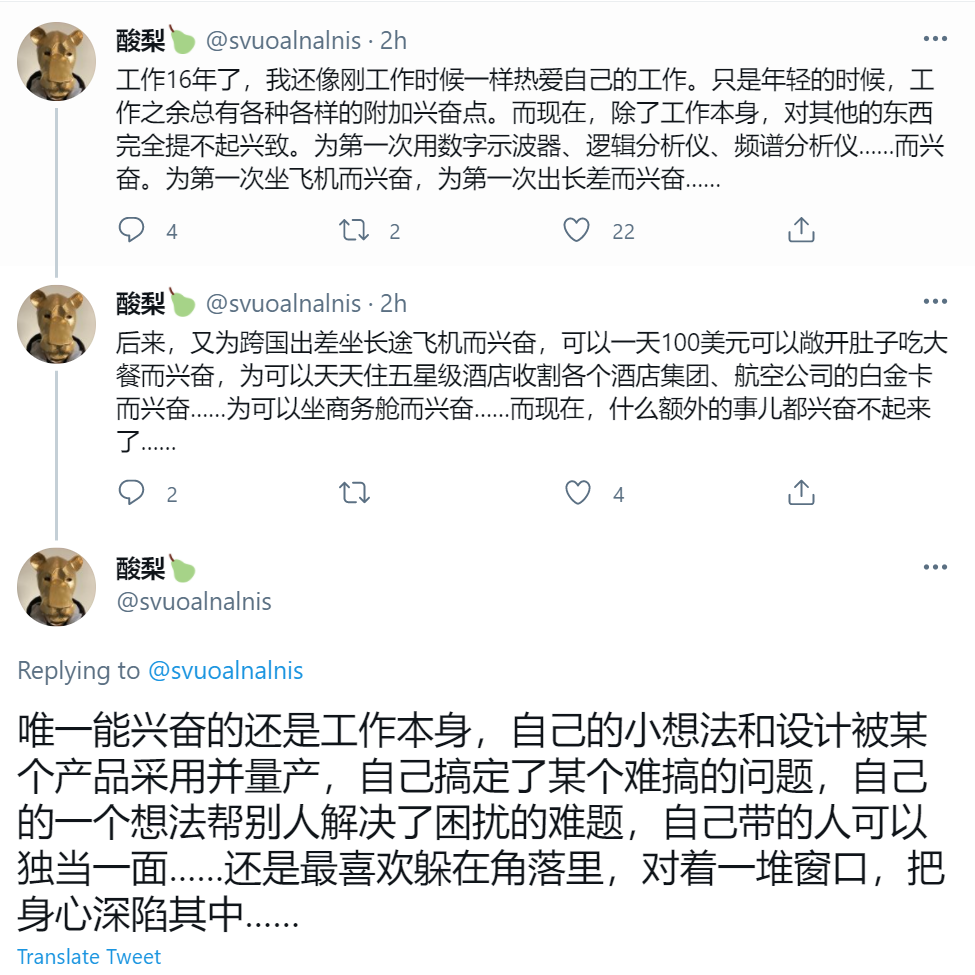 酸梨🍐 @svuoalnalnis · 2h
工作16年了，我还像刚工作时候一样热爱自己的工作。只是年轻的时候，工
作之余总有各种各样的附加兴奋点。而现在，除了工作本身，对其他的东西
完全提不起兴致。为第一次用数字示波器、逻辑分析仪、频谱分析仪......而兴
奋。为第一次坐飞机而兴奋，为第一次出长差而兴奋......
4 2 22
酸梨🍐 @svuoalnalnis · 2h
后来，又为跨国出差坐长途飞机而兴奋，可以一天100美元可以敞开肚子吃大
餐而兴奋，为可以天天住五星级酒店收割各个酒店集团、航空公司的白金卡
而兴奋......为可以坐商务舱而兴奋......而现在，什么额外的事儿都兴奋不起来
了......
2 4
酸梨🍐
@svuoalnalnis
Replying to @svuoalnalnis
唯一能兴奋的还是工作本身，自己的小想法和设计被某
个产品采用并量产，自己搞定了某个难搞的问题，自己
的一个想法帮别人解决了困扰的难题，自己带的人可以
独当一面......还是最喜欢躲在角落里，对着一堆窗口，把
身心深陷其中......
Translate Tweet